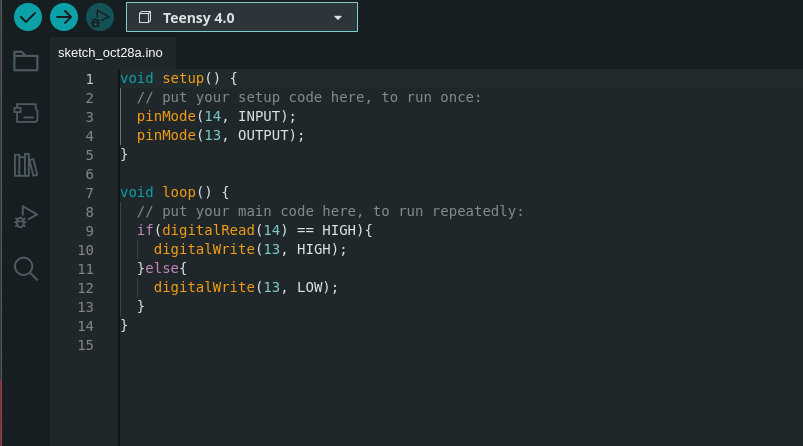 Teensy 4.0
sketch_oct28a.ino
1 void setup() {
2 // put your setup code here, to run once:
3 pinMode(14, INPUT);
4 pinMode(13, OUTPUT);
5 }
6
7 void loop() {
8 // put your main code here, to run repeatedly:
9 if(digitalRead(14) == HIGH){
10 digitalWrite(13, HIGH);
11 }else{
12 digitalWrite(13, LOW);
13 }
14 }
15